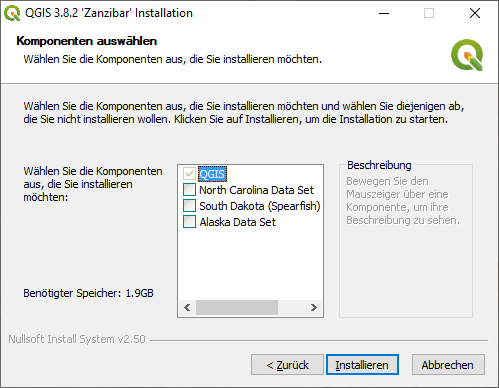 QGIS 3.8.2 'Zanzibar' Installation
Komponenten auswählen
Wählen Sie die Komponenten aus, die Sie installieren möchten.
Wählen Sie die Komponenten aus, die Sie installieren möchten und wählen Sie diejenigen ab,
die Sie nicht installieren wollen. Klicken Sie auf Installieren, um die Installation zu starten.
Wählen Sie die Komponenten
aus, die Sie installieren
möchten:
QGIS
North Carolina Data Set
South Dakota (Spearfish)
Alaska Data Set
Beschreibung
Bewegen Sie den
Mauszeiger über eine
Komponente, um ihre
Beschreibung zu sehen.
Benötigter Speicher: 1.9GB
Nullsoft Install System v2.50
< Zurück
Installieren
Abbrechen